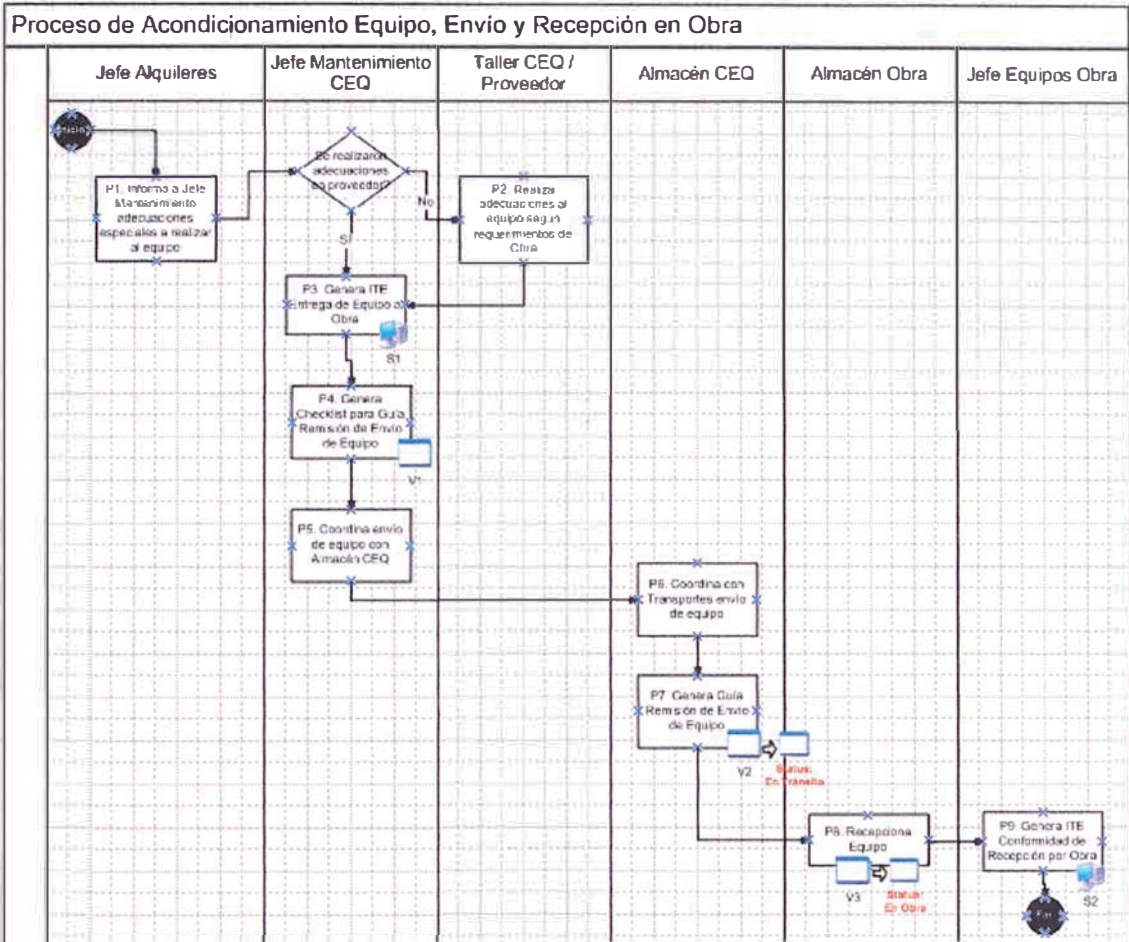 Proceso de Acondicionamiento Equipo, Envío y Recepción en Obra
Jefe Alquileres
Jefe Mantenimiento
CEQ
Taller CEQ /
Proveedor
Almacén CEQ
Almacén Obra
Jefe Equipos Obra
Inicio
P1. Informa a Jefe
Mantenimiento
adecuaciones
especiales a realizar
al equipo
Se realizaron
adecuaciones
en proveedor?
No
Sí
P2. Realiza
adecuaciones al
equipo según
requerimientos de
Obra
P3. Genera ITE
Entrega de Equipo a
Obra
S1
P4. Genera
Checklist para Guía
Remisión de Envío
de Equipo
V1
P5. Coordina envío
de equipo con
Almacén CEQ
P6. Coordina con
Transportes envío
de equipo
P7. Genera Guía
Remisión de Envío
de Equipo
V2
Status:
En Tránsito
P8. Recepciona
Equipo
V3
Status:
En Obra
P9. Genera ITE
Conformidad de
Recepción por Obra
S2
Fin